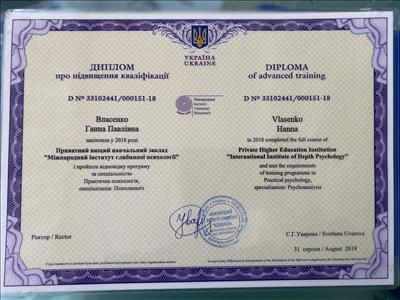 УКРАЇНА
UKRAINE
ДИПЛОМ
про підвищення кваліфікації
D № 33102441/000151-18
Власенко
Ганна Павлівна
закінчила у 2018 році
Приватний вищий навчальний заклад
"Міжнародний інститут глибинної психології"
і пройшла відповідну програму
за спеціальністю
Практична психологія,
спеціалізація: Психоаналіз
Міжнародний
Інститут
Глибинної
Психології
DIPLOMA
of advanced training
D № 33102441/000151-18
Vlasenko
Hanna
in 2018 completed the full course of
Private Higher Education Institution
"International Institute of Depth Psychology"
and met the requirements
of training programme in
Practical psychology,
specialization: Psychoanalysis
Ректор / Rector
С.Г.Уварова / Svetlana Uvarova
31 серпня / August 2018